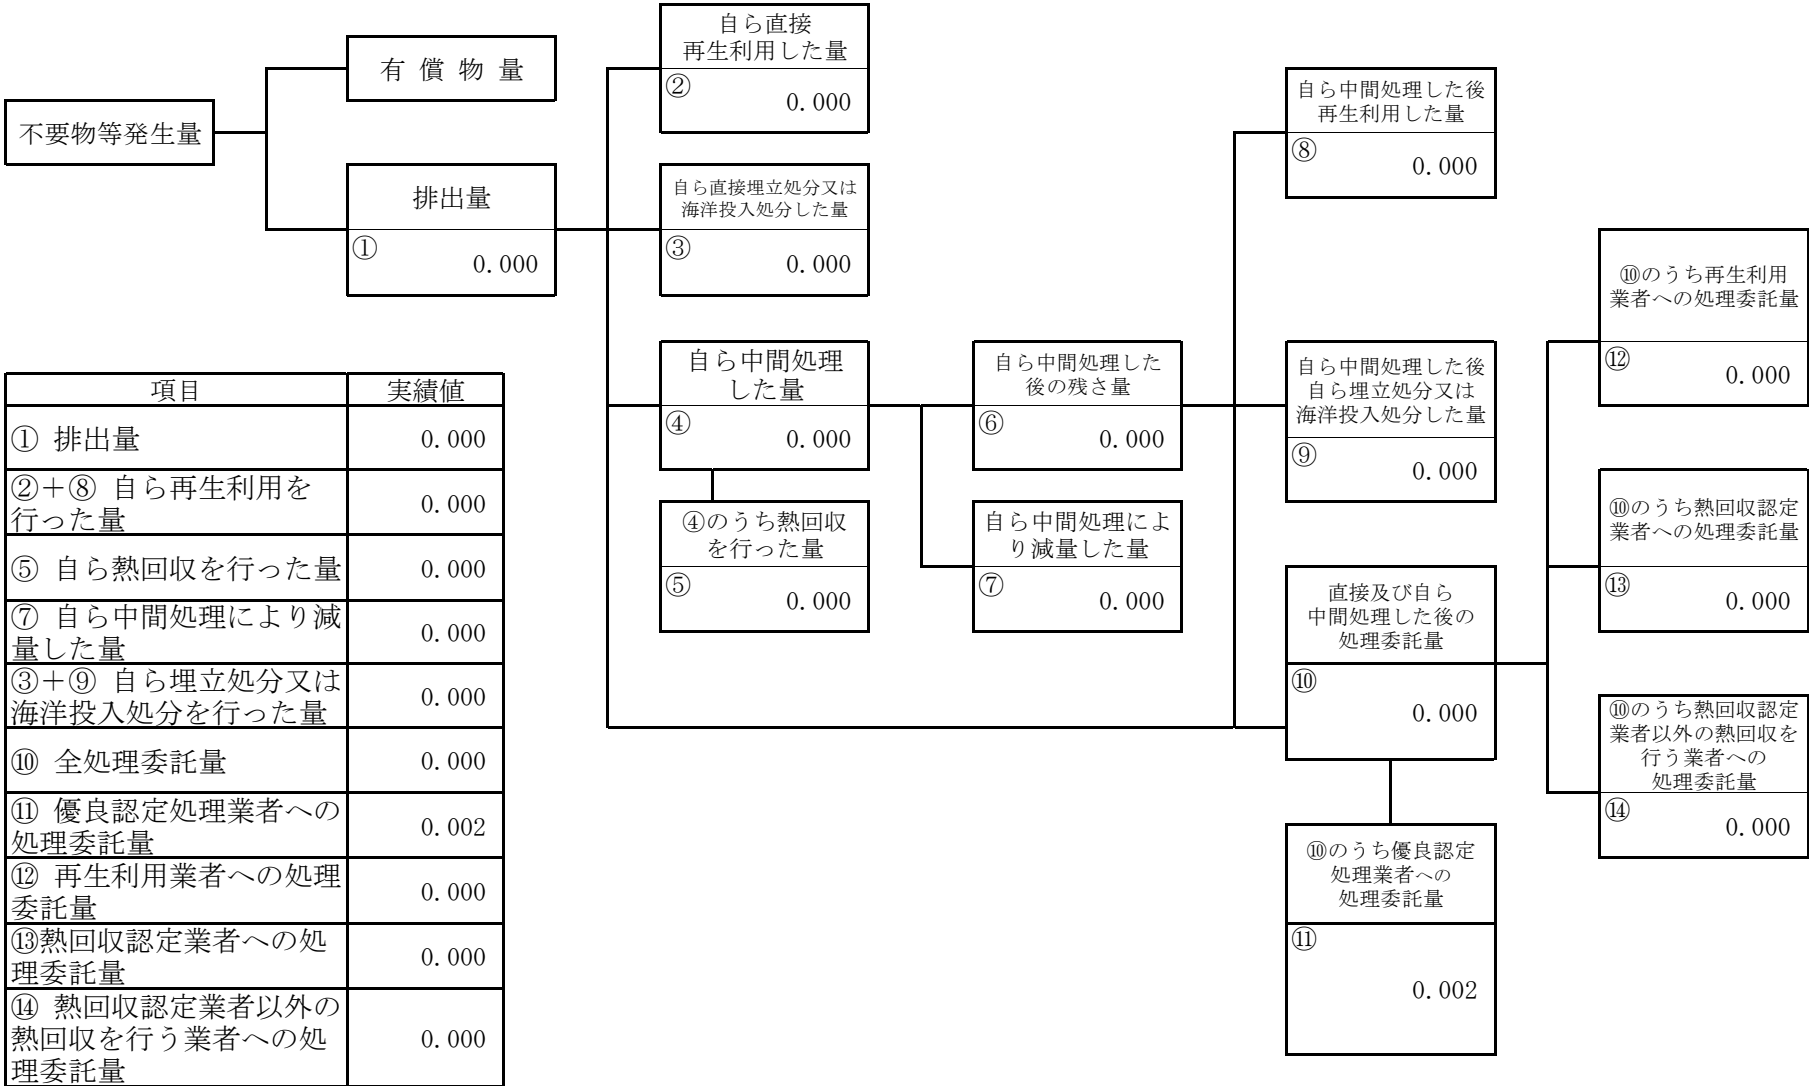 不要物等発生量
有 償 物 量
排出量
①
0.000
自ら直接
再生利用した量
②
0.000
自ら直接埋立処分又は
海洋投入処分した量
③
0.000
自ら中間処理
した量
④
0.000
④のうち熱回収
を行った量
⑤
0.000
自ら中間処理した
後の残さ量
⑥
0.000
自ら中間処理によ
り減量した量
⑦
0.000
自ら中間処理した後
再生利用した量
⑧
0.000
自ら中間処理した後
自ら埋立処分又は
海洋投入処分した量
⑨
0.000
直接及び自ら
中間処理した後の
処理委託量
⑩
0.000
⑩のうち優良認定
処理業者への
処理委託量
⑪
0.002
⑩のうち再生利用
業者への処理委託量
⑫
0.000
⑩のうち熱回収認定
業者への処理委託量
⑬
0.000
⑩のうち熱回収認定
業者以外の熱回収を
行う業者への
処理委託量
⑭
0.000
項目 実績値
① 排出量 0.000
②＋⑧ 自ら再生利用を
行った量 0.000
⑤ 自ら熱回収を行った量 0.000
⑦ 自ら中間処理により減
量した量 0.000
③＋⑨ 自ら埋立処分又は
海洋投入処分を行った量 0.000
⑩ 全処理委託量 0.000
⑪ 優良認定処理業者への
処理委託量 0.002
⑫ 再生利用業者への処理
委託量 0.000
⑬熱回収認定業者への処
理委託量 0.000
⑭ 熱回収認定業者以外の
熱回収を行う業者への処
理委託量 0.000